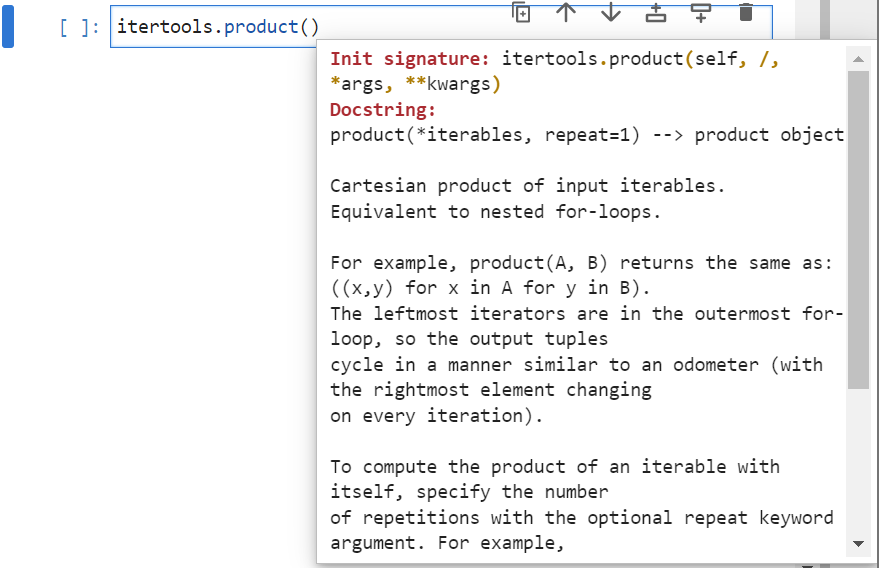 [ ]: itertools.product()
Init signature: itertools.product(self, /,
*args, **kwargs)
Docstring:
product(*iterables, repeat=1) --> product object
Cartesian product of input iterables.
Equivalent to nested for-loops.
For example, product(A, B) returns the same as:
((x,y) for x in A for y in B).
The leftmost iterators are in the outermost for-
loop, so the output tuples
cycle in a manner similar to an odometer (with
the rightmost element changing
on every iteration).
To compute the product of an iterable with
itself, specify the number
of repetitions with the optional repeat keyword
argument. For example,